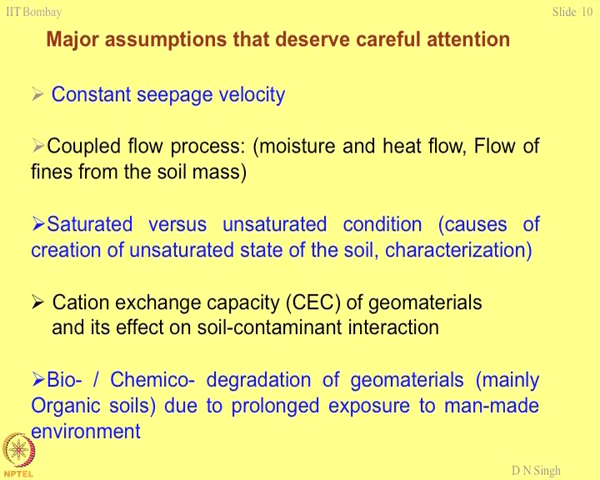 IIT Bombay
Slide 10
Major assumptions that deserve careful attention
➢ Constant seepage velocity
➢Coupled flow process: (moisture and heat flow, Flow of
fines from the soil mass)
➢Saturated versus unsaturated condition (causes of
creation of unsaturated state of the soil, characterization)
➢ Cation exchange capacity (CEC) of geomaterials
and its effect on soil-contaminant interaction
➢Bio- / Chemico- degradation of geomaterials (mainly
Organic soils) due to prolonged exposure to man-made
environment
NPTEL
D N Singh